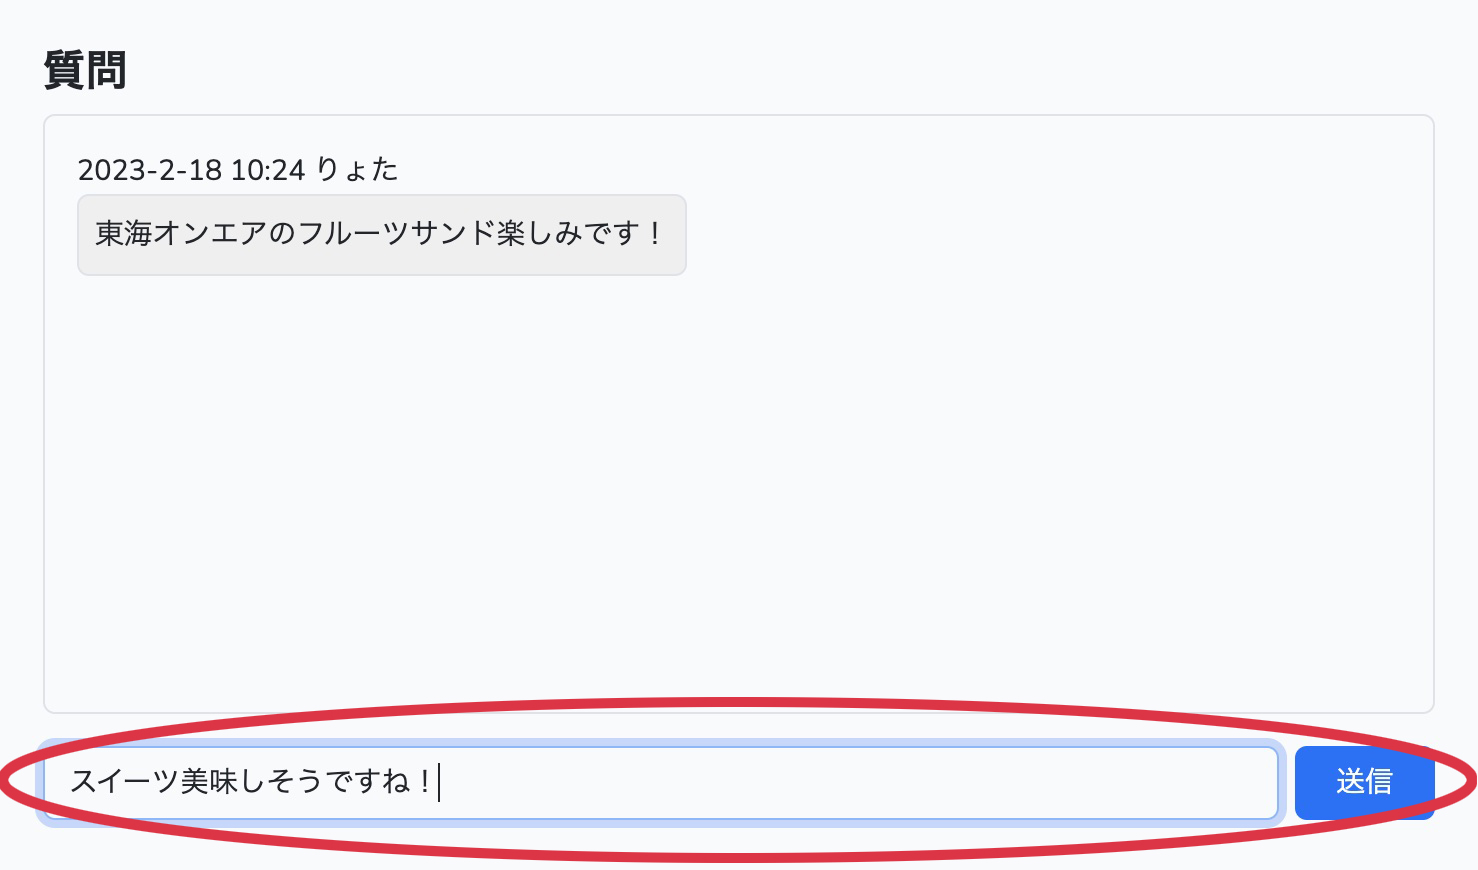 質問
2023-2-18 10:24 りょた
東海オンエアのフルーツサンド楽しみです！
スイーツ美味しそうですね！
送信